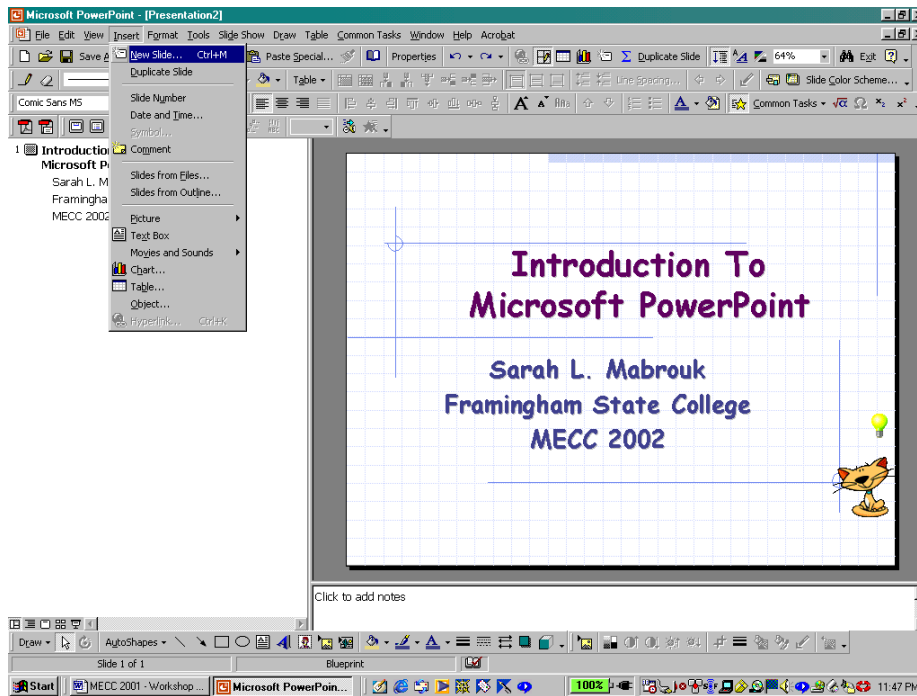 Microsoft PowerPoint - [Presentation2]
File Edit View Insert Format Tools Slide Show Draw Table Common Tasks Window Help Acrobat
Paste Special... Properties Duplicate Slide 64% Exit
Table Line Spacing... Slide Color Scheme...
Comic Sans MS
Common Tasks
New Slide... Ctrl+M
Duplicate Slide
Slide Number
Date and Time...
Symbol...
Comment
Slides from Files...
Slides from Outline...
Picture
Text Box
Movies and Sounds
Chart...
Table...
Object...
Hyperlink... Ctrl+K
1
Sarah L. M
MECC 2002
Introduction To
Microsoft PowerPoint
Sarah L. Mabrouk
Framingham State College
MECC 2002
Click to add notes
Draw AutoShapes
Slide 1 of 1 Blueprint
Start MECC 2001 - Workshop ... Microsoft PowerPoin... 100% 11:47 PM